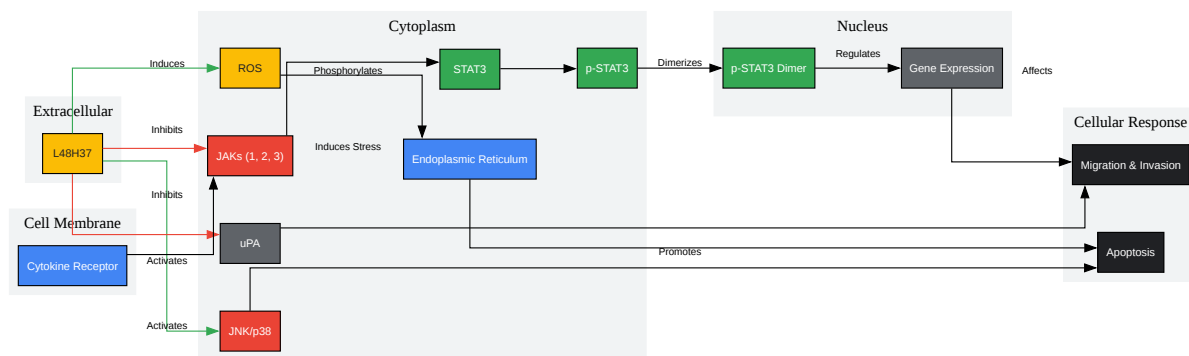 Cytoplasm
Nucleus
ROS
STAT3
p-STAT3
p-STAT3 Dimer
Gene Expression
Induces
Phosphorylates
Dimerizes
Regulates
Affects
Extracellular
L48H37
Inhibits
JAKs (1, 2, 3)
Induces Stress
Endoplasmic Reticulum
Cellular Response
Migration & Invasion
Inhibits
Cell Membrane
Cytokine Receptor
Activates
uPA
Promotes
Apoptosis
Activates
JNK/p38